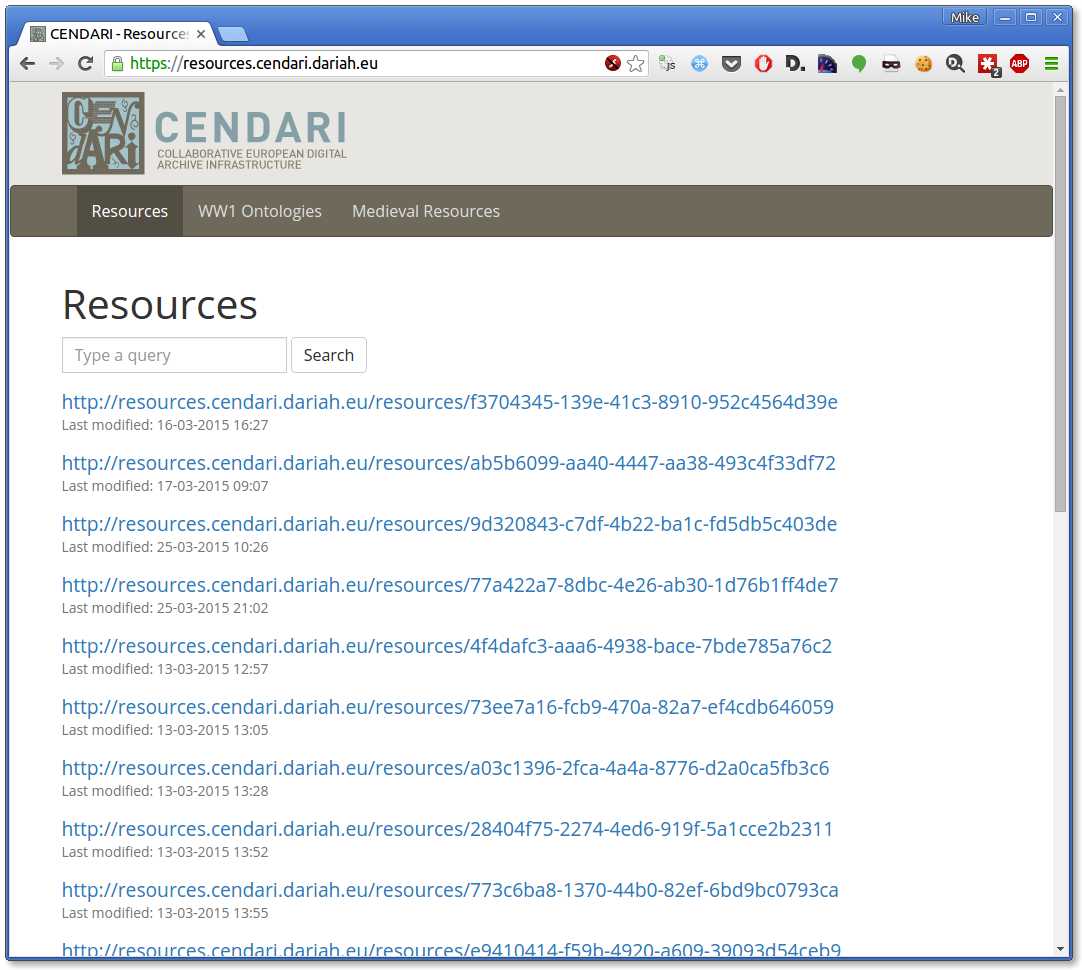 Mike
CENDARI - Resources
https://resources.cendari.dariah.eu
js
D.
2
ABP
CENDARI
CENDARI
COLLABORATIVE EUROPEAN DIGITAL
ARCHIVE INFRASTRUCTURE
Resources WW1 Ontologies Medieval Resources
Resources
Type a query Search
http://resources.cendari.dariah.eu/resources/f3704345-139e-41c3-8910-952c4564d39e
Last modified: 16-03-2015 16:27
http://resources.cendari.dariah.eu/resources/ab5b6099-aa40-4447-aa38-493c4f33df72
Last modified: 17-03-2015 09:07
http://resources.cendari.dariah.eu/resources/9d320843-c7df-4b22-ba1c-fd5db5c403de
Last modified: 25-03-2015 10:26
http://resources.cendari.dariah.eu/resources/77a422a7-8dbc-4e26-ab30-1d76b1ff4de7
Last modified: 25-03-2015 21:02
http://resources.cendari.dariah.eu/resources/4f4dafc3-aaa6-4938-bace-7bde785a76c2
Last modified: 13-03-2015 12:57
http://resources.cendari.dariah.eu/resources/73ee7a16-fcb9-470a-82a7-ef4cdb646059
Last modified: 13-03-2015 13:05
http://resources.cendari.dariah.eu/resources/a03c1396-2fca-4a4a-8776-d2a0ca5fb3c6
Last modified: 13-03-2015 13:28
http://resources.cendari.dariah.eu/resources/28404f75-2274-4ed6-919f-5a1cce2b2311
Last modified: 13-03-2015 13:52
http://resources.cendari.dariah.eu/resources/773c6ba8-1370-44b0-82ef-6bd9bc0793ca
Last modified: 13-03-2015 13:55
http://resources.cendari.dariah.eu/resources/e9410414-f59b-4920-a609-39093d54ceb9